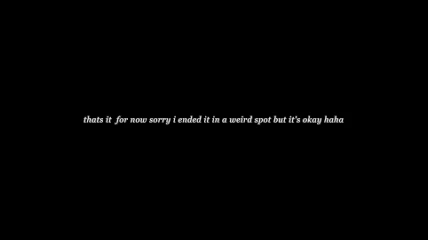 thats it  for now sorry i ended it in a weird spot but it's okay haha